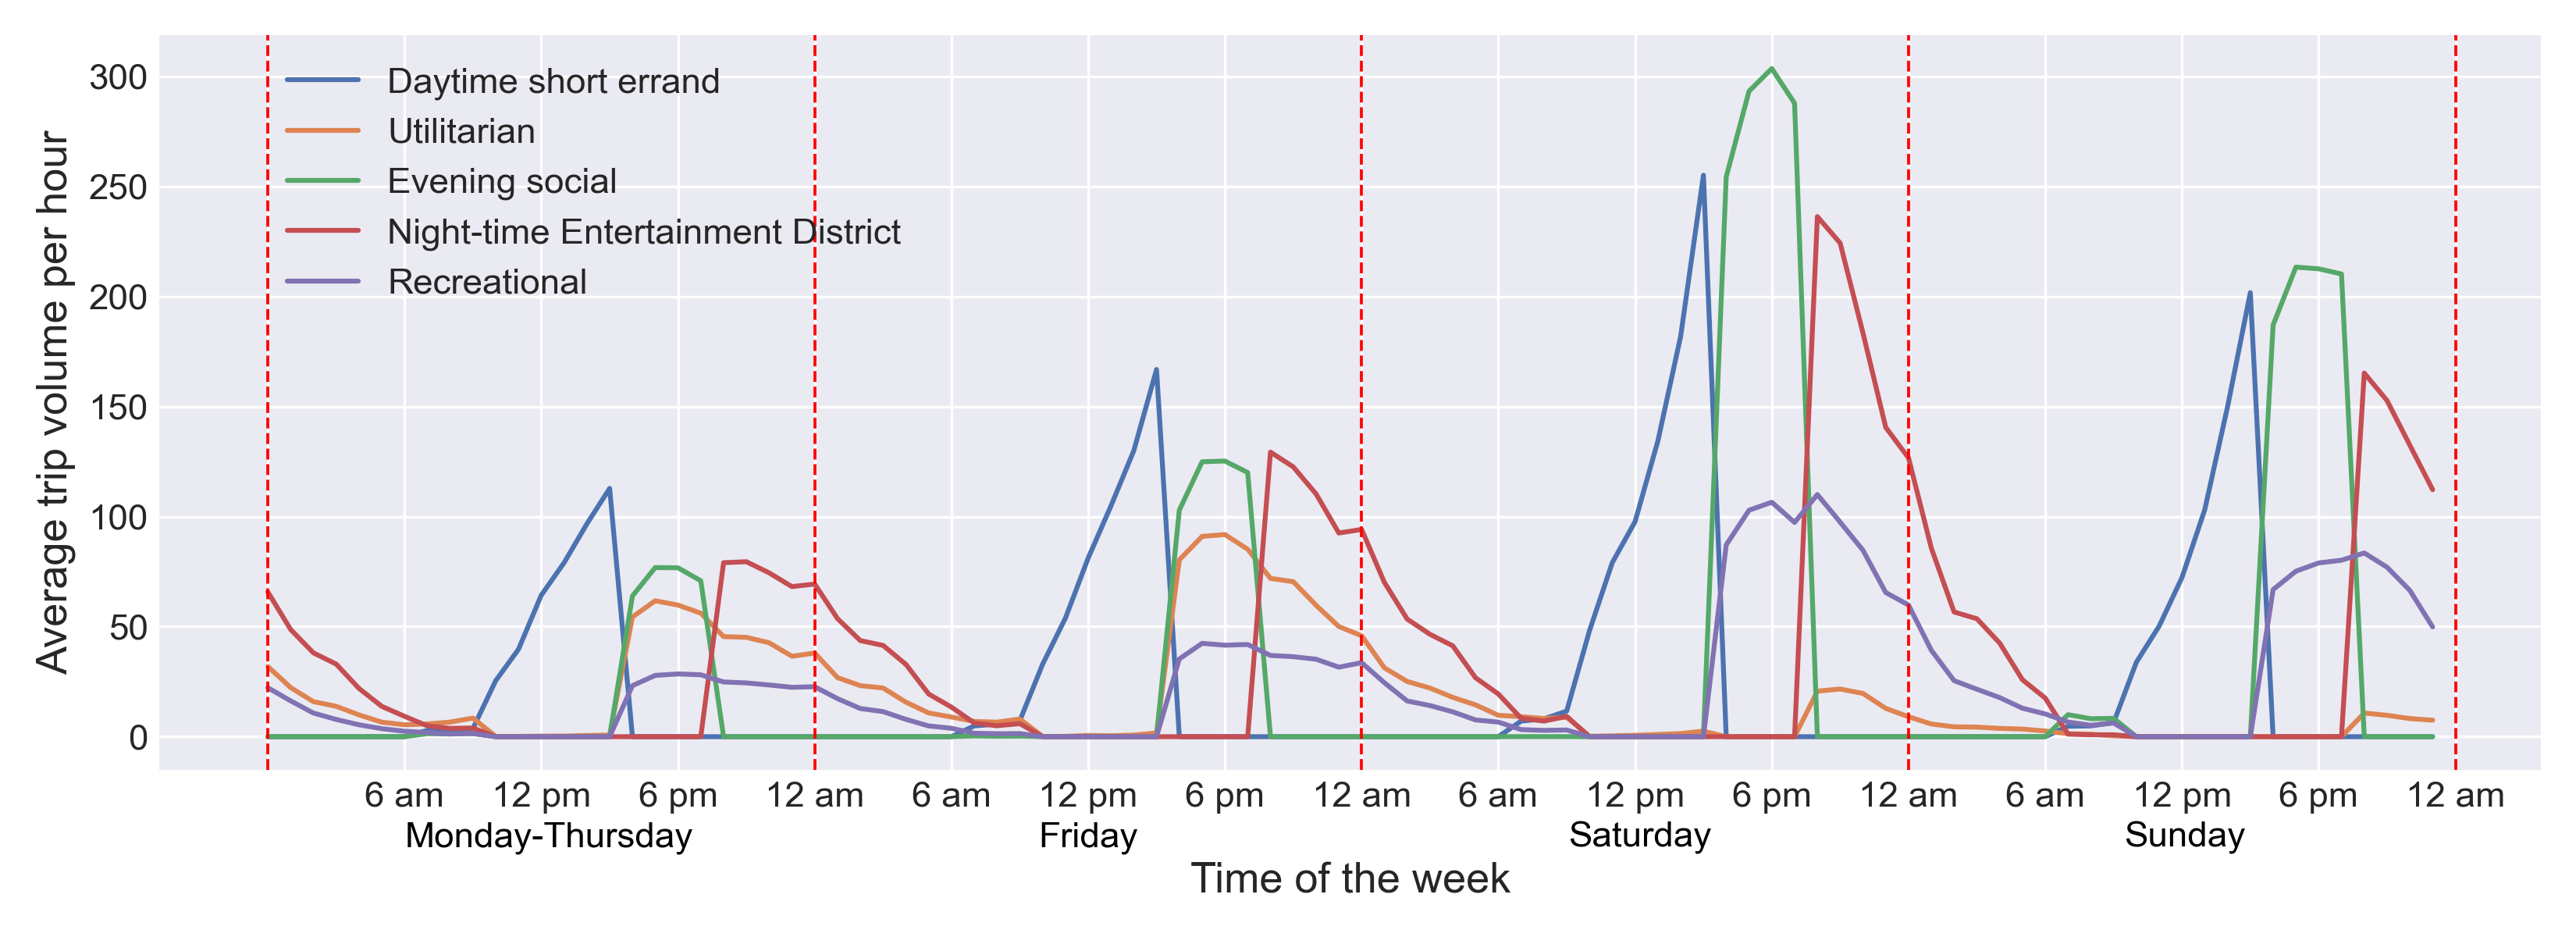 Average trip volume per hour
300
250
200
150
100
50
0
Daytime short errand
Utilitarian
Evening social
Night-time Entertainment District
Recreational
6 am 12 pm 6 pm 12 am 6 am 12 pm 6 pm 12 am 6 am 12 pm 6 pm 12 am 6 am 12 pm 6 pm 12 am
Monday-Thursday Friday Saturday Sunday
Time of the week